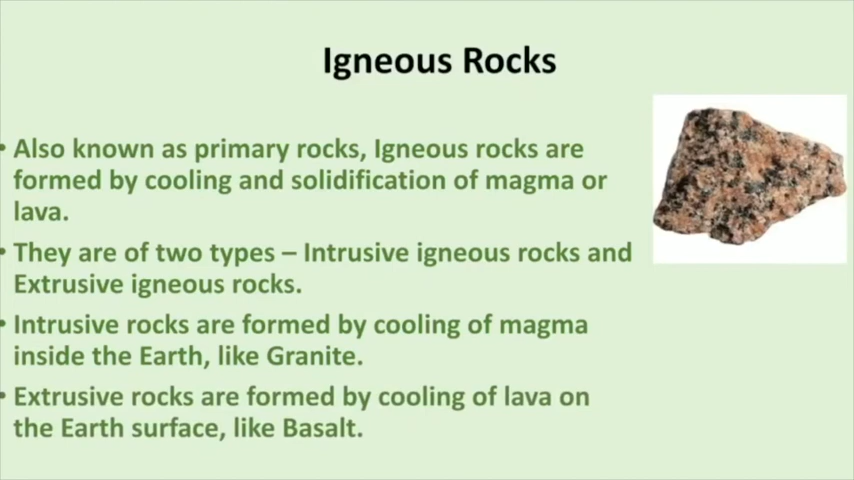 Igneous Rocks
• Also known as primary rocks, Igneous rocks are
formed by cooling and solidification of magma or
lava.
• They are of two types – Intrusive igneous rocks and
Extrusive igneous rocks.
• Intrusive rocks are formed by cooling of magma
inside the Earth, like Granite.
• Extrusive rocks are formed by cooling of lava on
the Earth surface, like Basalt.